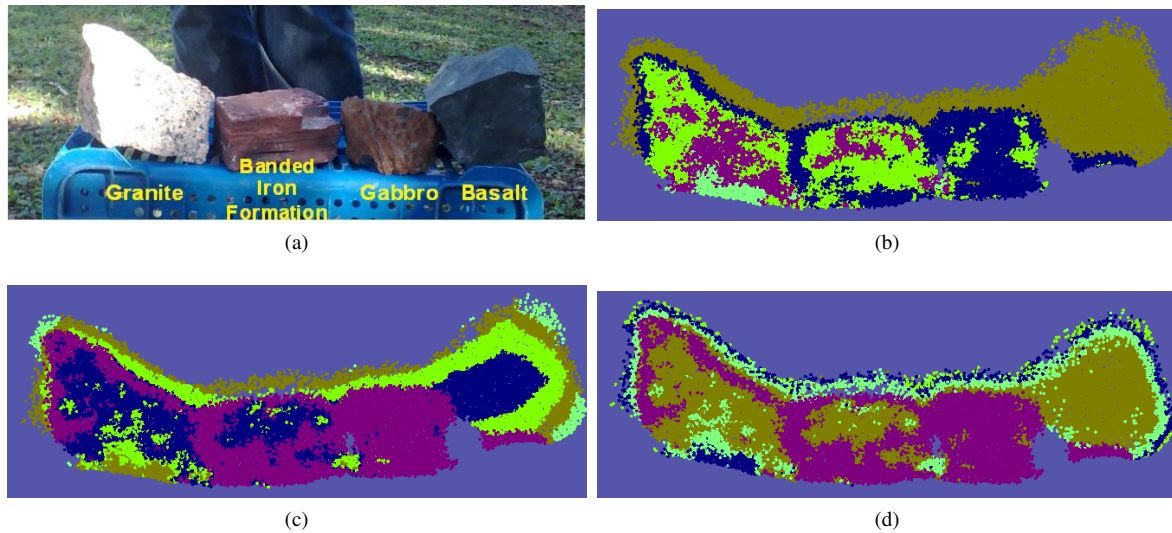 Granite
Banded
Iron
Formation
Gabbro
Basalt
(a)
(b)
(c)
(d)